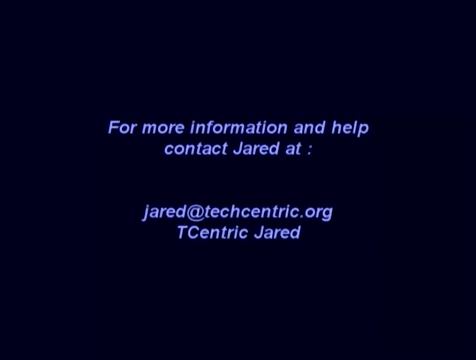 For more information and help
contact Jared at :
jared@techcentric.org
TCentric Jared